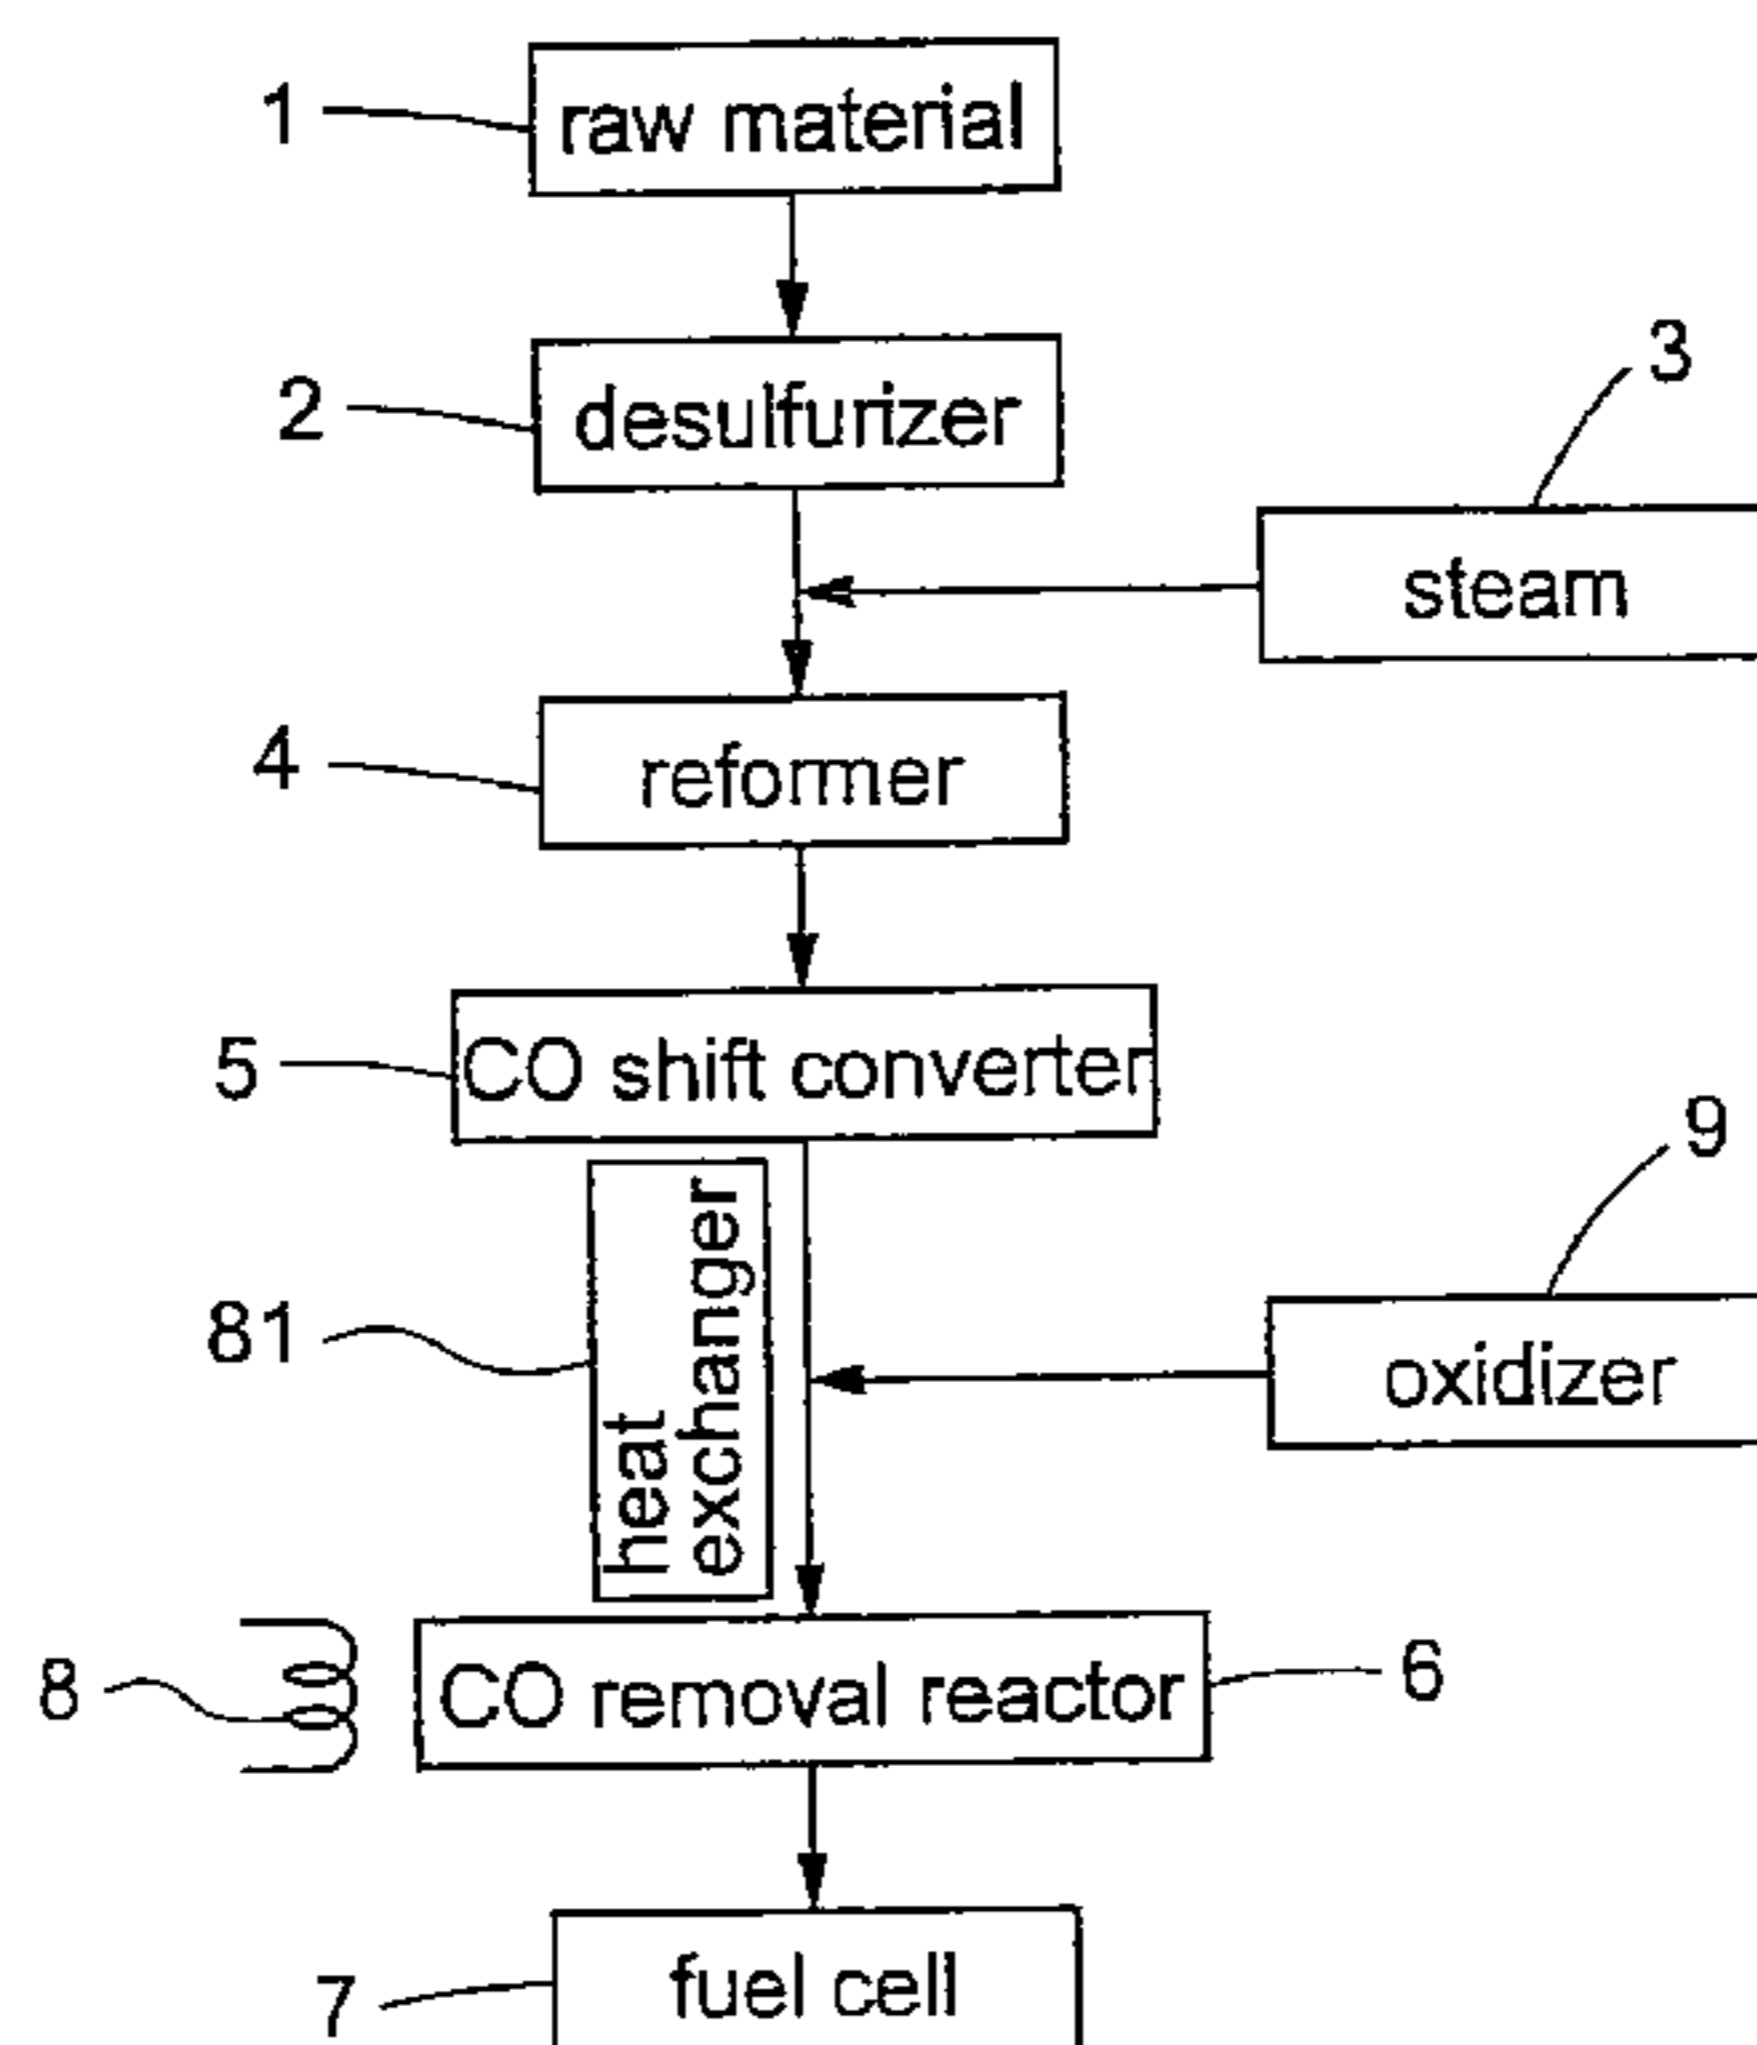 1
raw material
2
desulfurizer
3
steam
4
reformer
5
CO shift converter
9
81
heat
exchanger
oxidizer
8
CO removal reactor
6
7
fuel cell